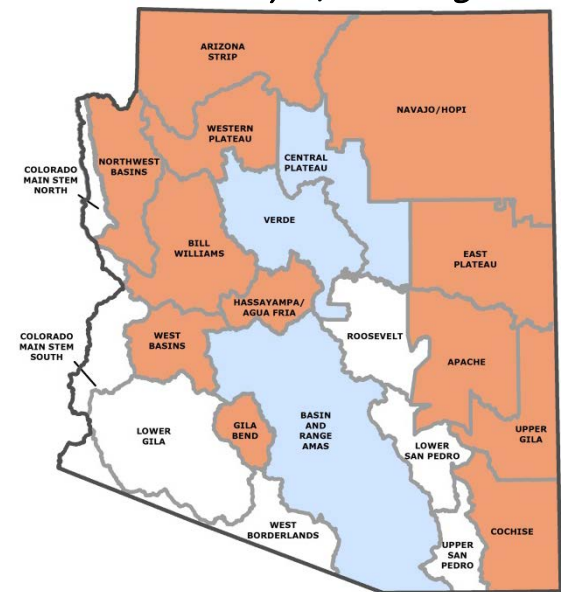 ARIZONA
STRIP
NAVAJO/HOPI
WESTERN
PLATEAU
CENTRAL
PLATEAU
NORTHWEST
BASINS
COLORADO
MAIN STEM
NORTH
VERDE
BILL
WILLIAMS
EAST
PLATEAU
HASSAYAMPA/
AGUA FRIA
ROOSEVELT
WEST
BASINS
COLORADO
MAIN STEM
SOUTH
APACHE
BASIN
AND
RANGE
AMAS
GILA
BEND
LOWER
GILA
UPPER
GILA
LOWER
SAN PEDRO
WEST
BORDERLANDS
COCHISE
UPPER
SAN
PEDRO